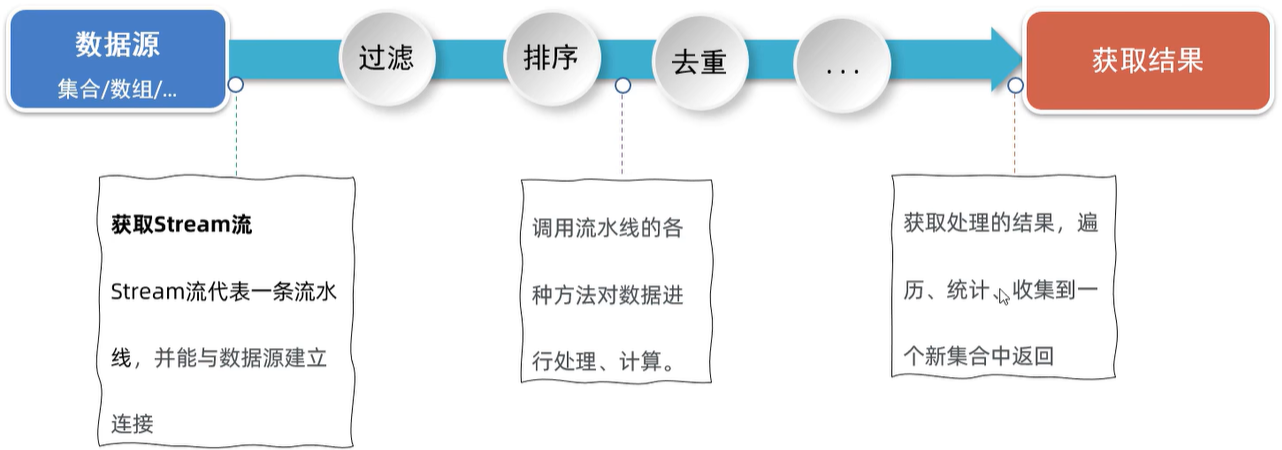 数据源
集合/数组/...
过滤
排序
去重
...
获取结果
获取Stream流
Stream流代表一条流水
线，并能与数据源建立
连接
调用流水线的各
种方法对数据进
行处理、计算。
获取处理的结果，遍
历、统计、收集到一
个新集合中返回